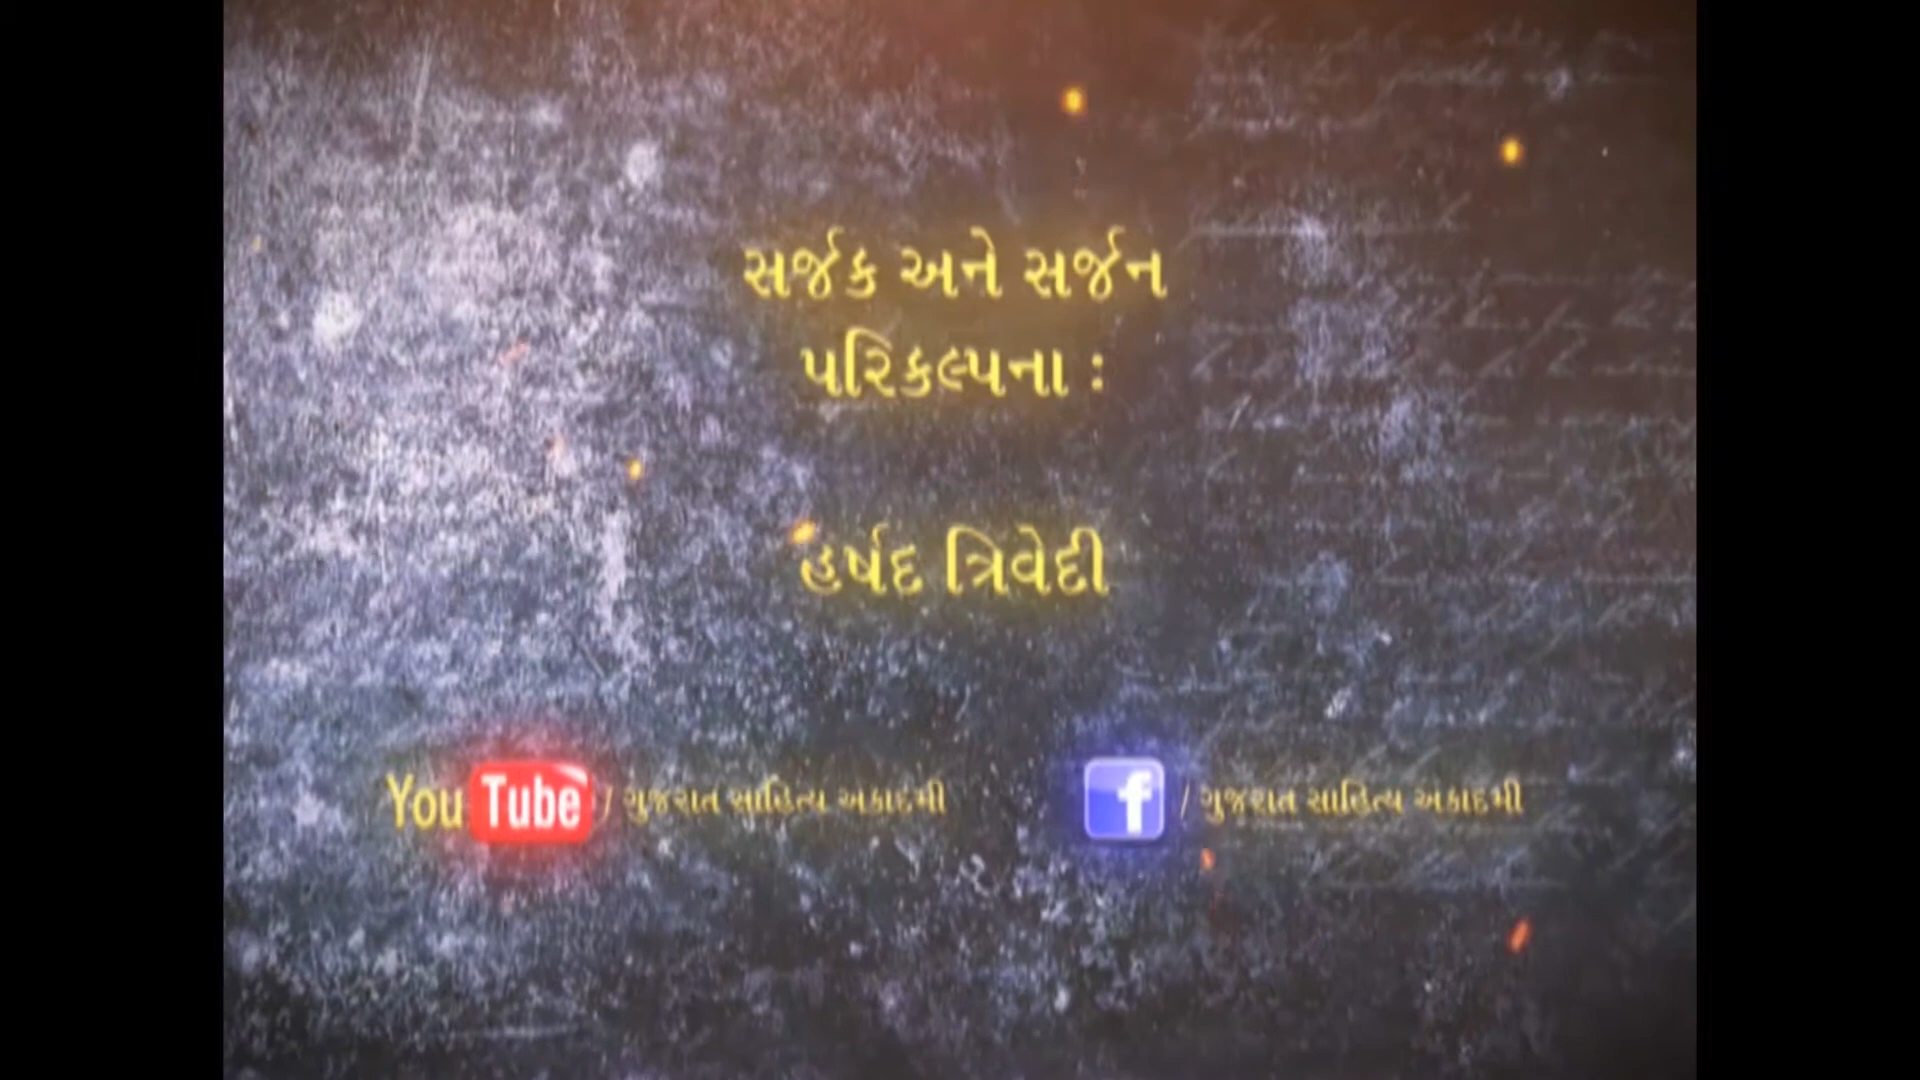 સર્જક અને સર્જન
પરિકલ્પના :
હર્ષદ ત્રિવેદી
YouTube / ગુજરાત સાહિત્ય અકાદમી
f / ગુજરાત સાહિત્ય અકાદમી